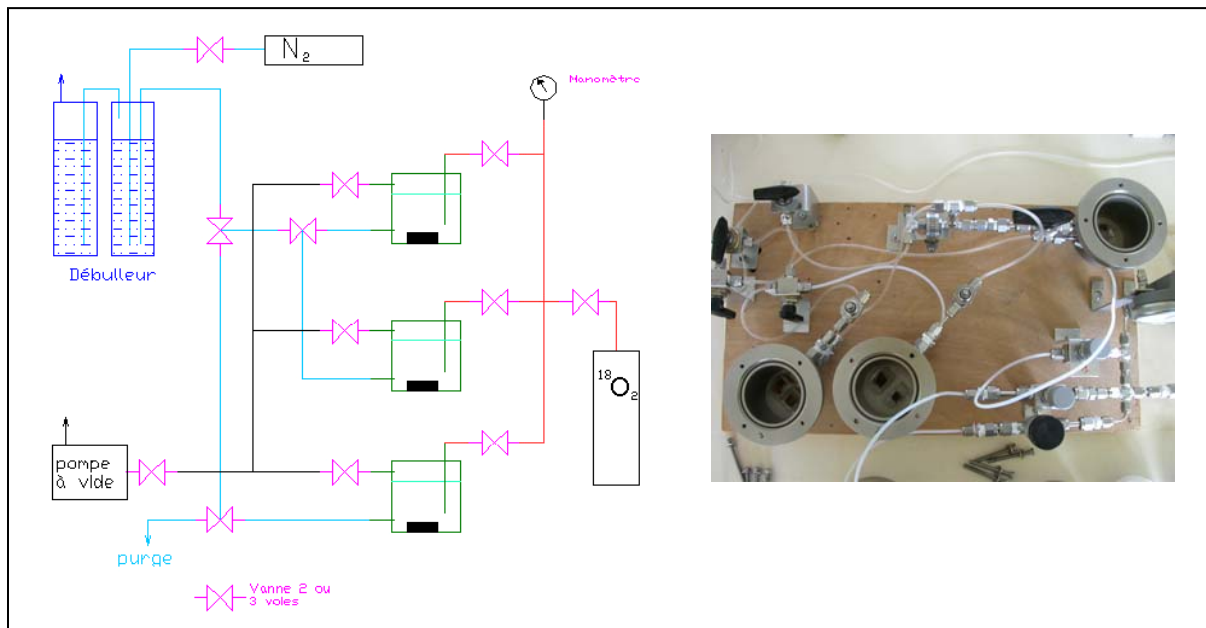 N2
Manomètre
Débulleur
18O2
pompe
à vide
purge
Vanne 2 ou
3 voies